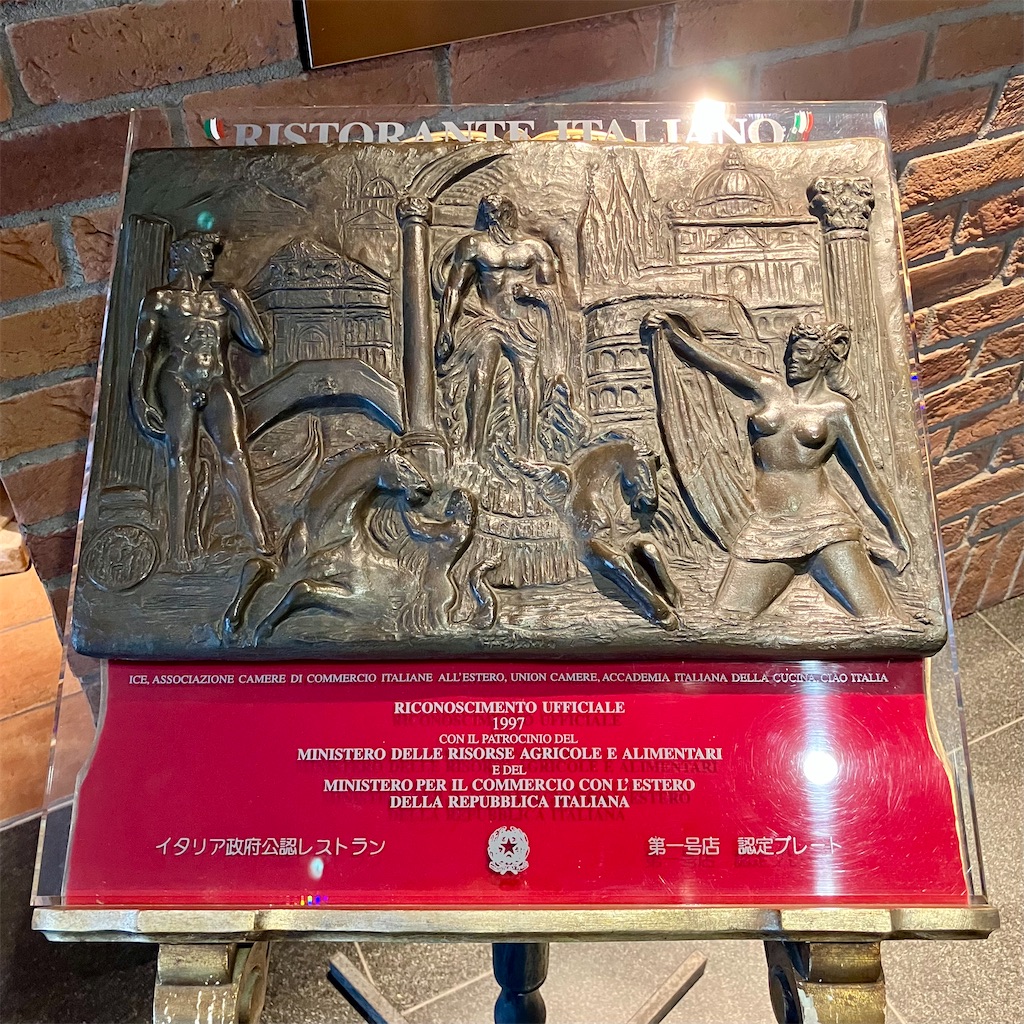 RISTORANTE ITALIANO
ICE, ASSOCIAZIONE CAMERE DI COMMERCIO ITALIANE ALL'ESTERO, UNION CAMERE, ACCADEMIA ITALIANA DELLA CUCINA, CIAO ITALIA
RICONOSCIMENTO UFFICIALE
1997
CON IL PATROCINIO DEL
MINISTERO DELLE RISORSE AGRICOLE E ALIMENTARI
E DEL
MINISTERO PER IL COMMERCIO CON L' ESTERO
DELLA REPUBBLICA ITALIANA
イタリア政府公認レストラン 第一号店 認定プレート